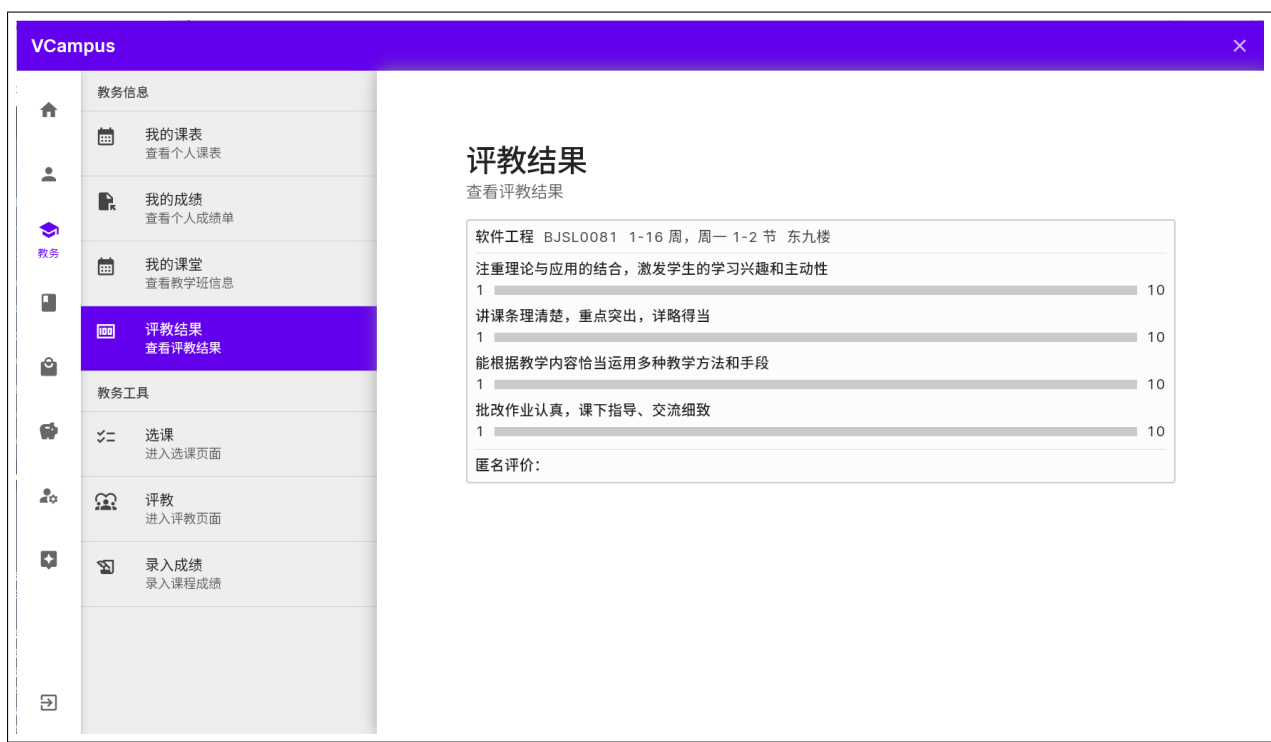 VCampus
教务信息
我的课表
查看个人课表
我的成绩
查看个人成绩单
教务
我的课堂
查看教学班信息
评教结果
查看评教结果
教务工具
选课
进入选课页面
评教
进入评教页面
录入成绩
录入课程成绩
评教结果
查看评教结果
软件工程 BJSL0081 1-16 周，周一 1-2 节 东九楼
注重理论与应用的结合，激发学生的学习兴趣和主动性
1 10
讲课条理清楚，重点突出，详略得当
1 10
能根据教学内容恰当运用多种教学方法和手段
1 10
批改作业认真，课下指导、交流细致
1 10
匿名评价：